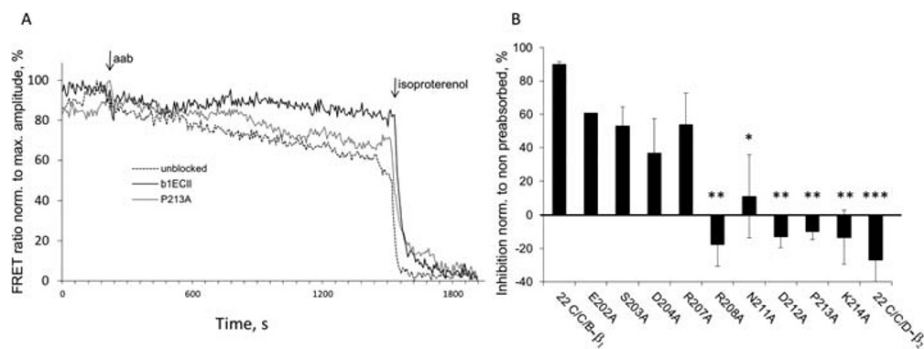 A
FRET ratio norm. to max. amplitude, %
100
80
60
40
20
0
aab
isoproterenol
unblocked
b1ECII
P213A
0
600
1200
1800
Time, s
B
Inhibition norm. to non preabsorbed, %
100
80
60
40
20
0
-20
-40
*
**
**
**
**
***
22 C/C/B-β1
E202A
S203A
D204A
R207A
R208A
N211A
D212A
P213A
K214A
22 C/C/D-β2